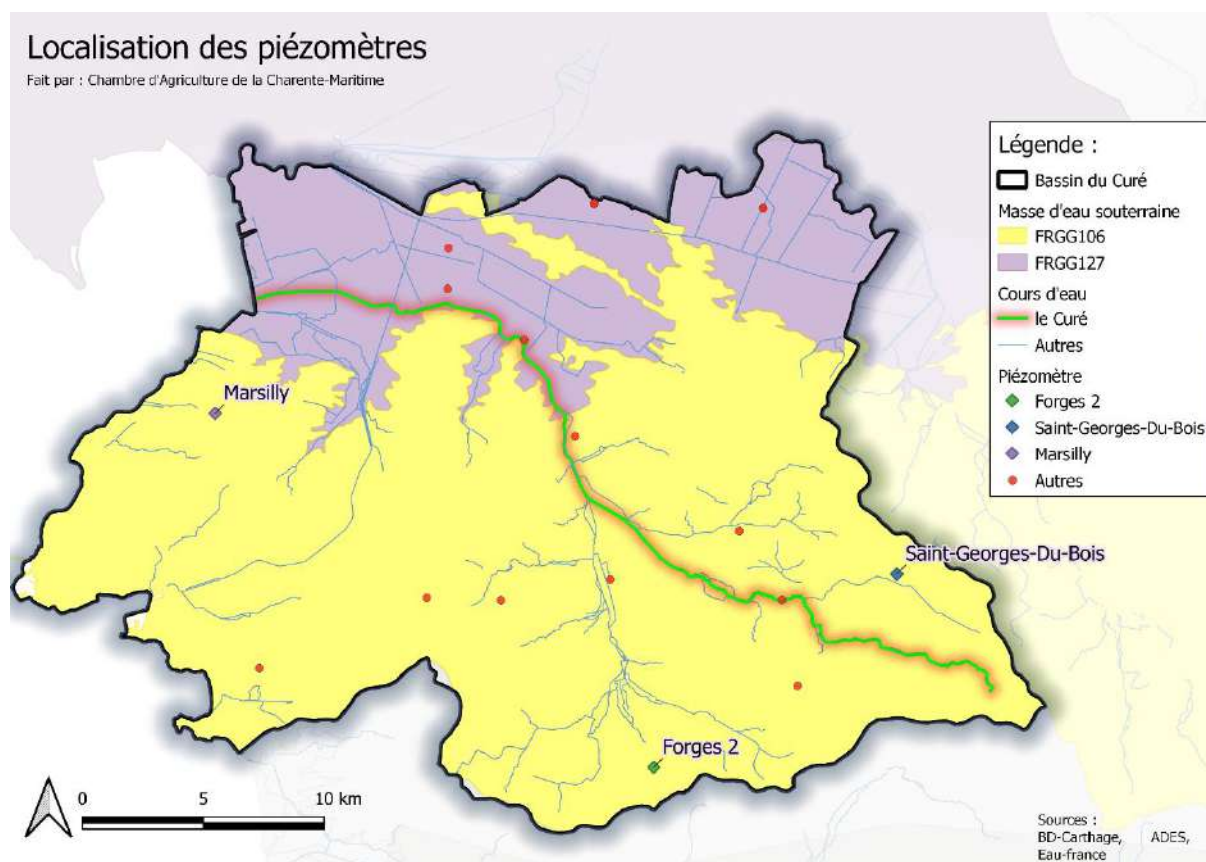 Localisation des piézomètres
Fait par : Chambre d'Agriculture de la Charente-Maritime
Légende :
Bassin du Curé
Masse d'eau souterraine
FRGG106
FRGG127
Cours d'eau
le Curé
Autres
Piézomètre
Forges 2
Saint-Georges-Du-Bois
Marsilly
Autres
Marsilly
Saint-Georges-Du-Bois
Forges 2
0 5 10 km
Sources :
BD-Carthage, ADES,
Eau-france